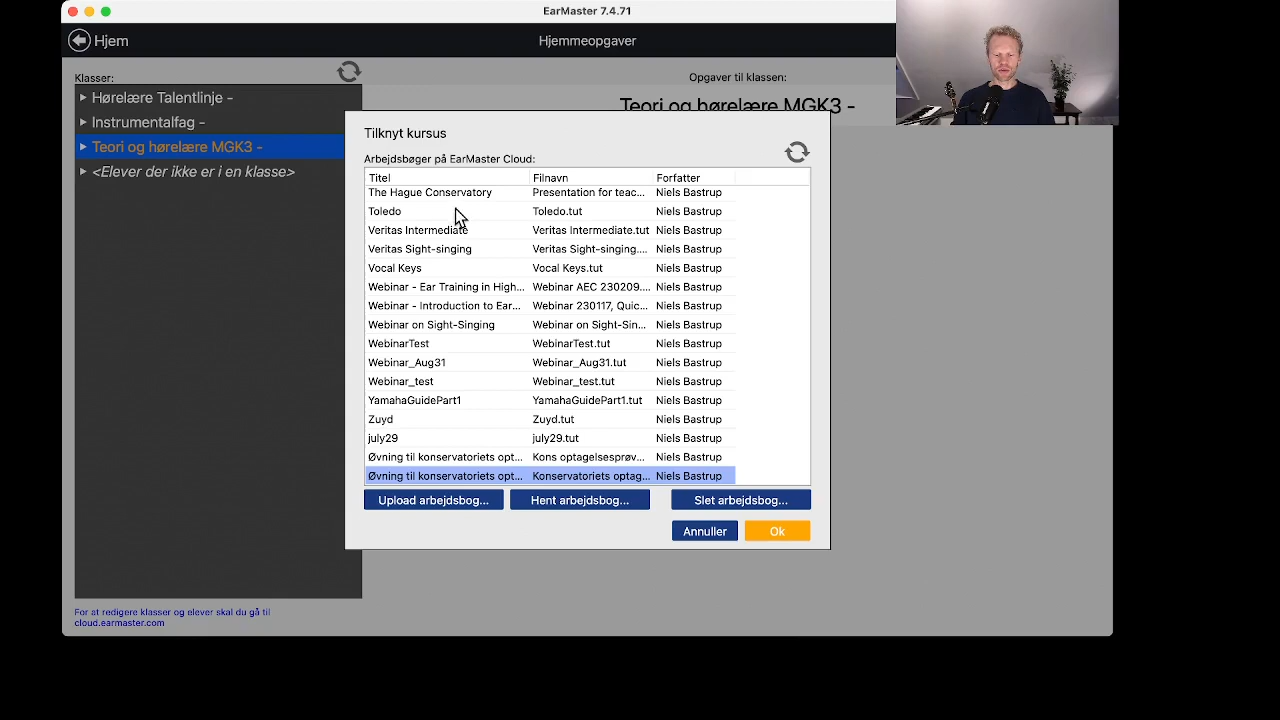 EarMaster 7.4.71
Hjem
Hjemmeopgaver
Klasser:
Hørelære Talentlinje -
Instrumentalfag -
Teori og hørelære MGK3 -
<Elever der ikke er i en klasse>
For at redigere klasser og elever skal du gå til
cloud.earmaster.com
Opgaver til klassen:
Teori og hørelære MGK3 -
Tilknyt kursus
Arbejdsbøger på EarMaster Cloud:
Titel Filnavn Forfatter
The Hague Conservatory Presentation for teac... Niels Bastrup
Toledo Toledo.tut Niels Bastrup
Veritas Intermediate Veritas Intermediate.tut Niels Bastrup
Veritas Sight-singing Veritas Sight-singing.... Niels Bastrup
Vocal Keys Vocal Keys.tut Niels Bastrup
Webinar - Ear Training in High... Webinar AEC 230209.... Niels Bastrup
Webinar - Introduction to Ear... Webinar 230117, Quic... Niels Bastrup
Webinar on Sight-Singing Webinar on Sight-Sin... Niels Bastrup
WebinarTest WebinarTest.tut Niels Bastrup
Webinar_Aug31 Webinar_Aug31.tut Niels Bastrup
Webinar_test Webinar_test.tut Niels Bastrup
YamahaGuidePart1 YamahaGuidePart1.tut Niels Bastrup
Zuyd Zuyd.tut Niels Bastrup
july29 july29.tut Niels Bastrup
Øvning til konservatoriets opt... Kons optagelsesprøv... Niels Bastrup
Øvning til konservatoriets opt... Konservatoriets optag... Niels Bastrup
Upload arbejdsbog... Hent arbejdsbog... Slet arbejdsbog...
Annuller Ok